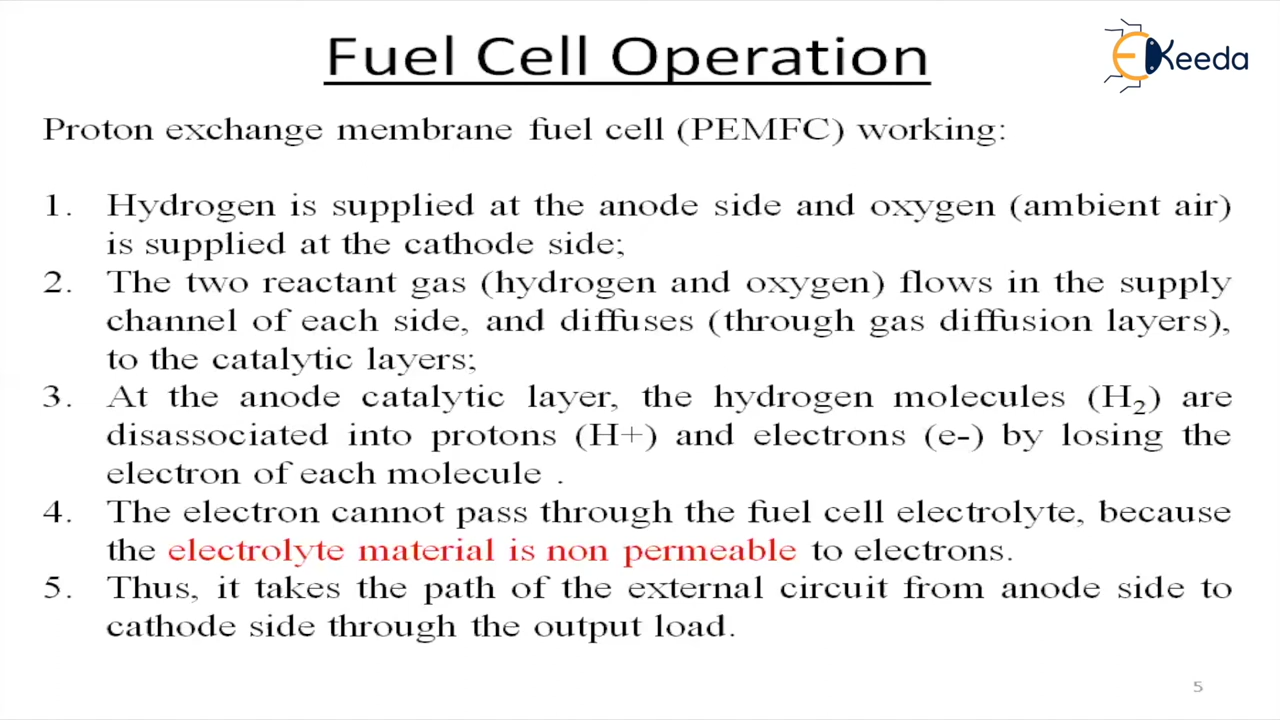 Fuel Cell Operation
EKeeda
Proton exchange membrane fuel cell (PEMFC) working:
1. Hydrogen is supplied at the anode side and oxygen (ambient air)
is supplied at the cathode side;
2. The two reactant gas (hydrogen and oxygen) flows in the supply
channel of each side, and diffuses (through gas diffusion layers),
to the catalytic layers;
3. At the anode catalytic layer, the hydrogen molecules (H₂) are
disassociated into protons (H+) and electrons (e-) by losing the
electron of each molecule .
4. The electron cannot pass through the fuel cell electrolyte, because
the electrolyte material is non permeable to electrons.
5. Thus, it takes the path of the external circuit from anode side to
cathode side through the output load.
5